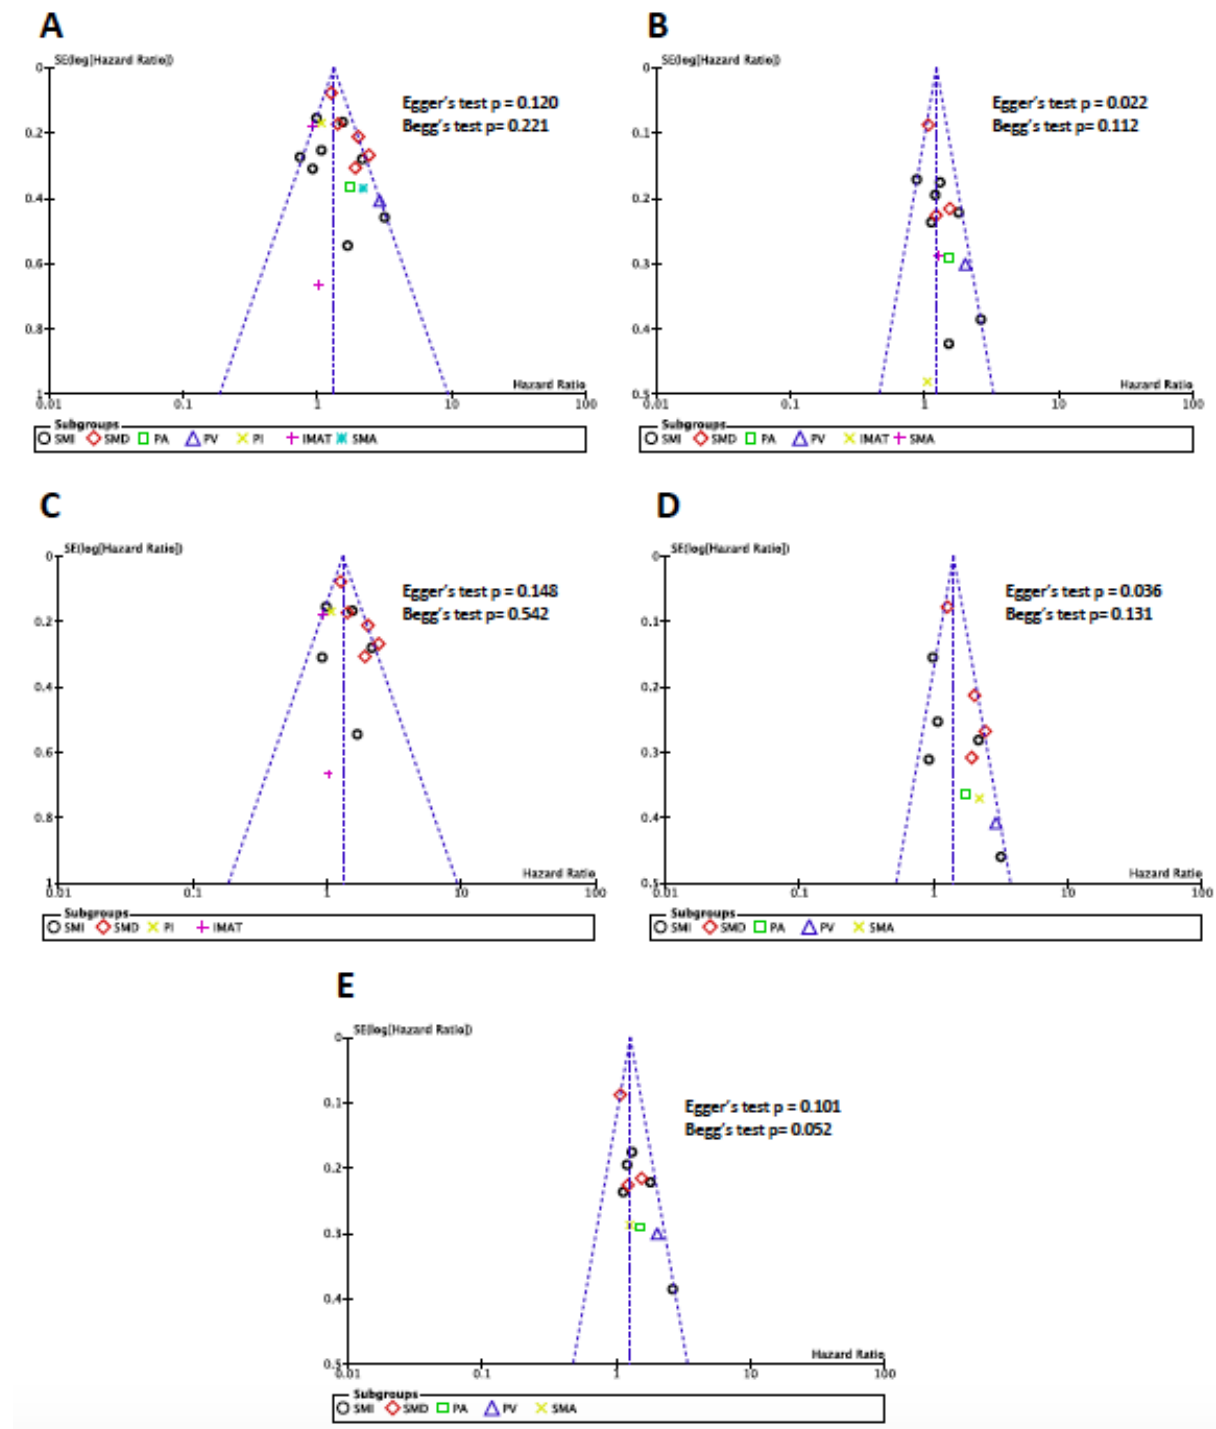 A
SE(log[Hazard Ratio])
Egger's test p = 0.120
Begg's test p= 0.221
0
0.2
0.4
0.6
0.8
1
Hazard Ratio
0.01 0.1 1 10 100
Subgroups
SMI SMD PA PV PI IMAT SMA
B
SE(log[Hazard Ratio])
Egger's test p = 0.022
Begg's test p= 0.112
0
0.1
0.2
0.3
0.4
0.5
Hazard Ratio
0.01 0.1 1 10 100
Subgroups
SMI SMD PA PV IMAT SMA
C
SE(log[Hazard Ratio])
Egger's test p = 0.148
Begg's test p= 0.542
0
0.2
0.4
0.6
0.8
1
Hazard Ratio
0.01 0.1 1 10 100
Subgroups
SMI SMD PI IMAT
D
SE(log[Hazard Ratio])
Egger's test p = 0.036
Begg's test p= 0.131
0
0.1
0.2
0.3
0.4
0.5
Hazard Ratio
0.01 0.1 1 10 100
Subgroups
SMI SMD PA PV SMA
E
SE(log[Hazard Ratio])
Egger's test p = 0.101
Begg's test p= 0.052
0
0.1
0.2
0.3
0.4
0.5
Hazard Ratio
0.01 0.1 1 10 100
Subgroups
SMI SMD PA PV SMA